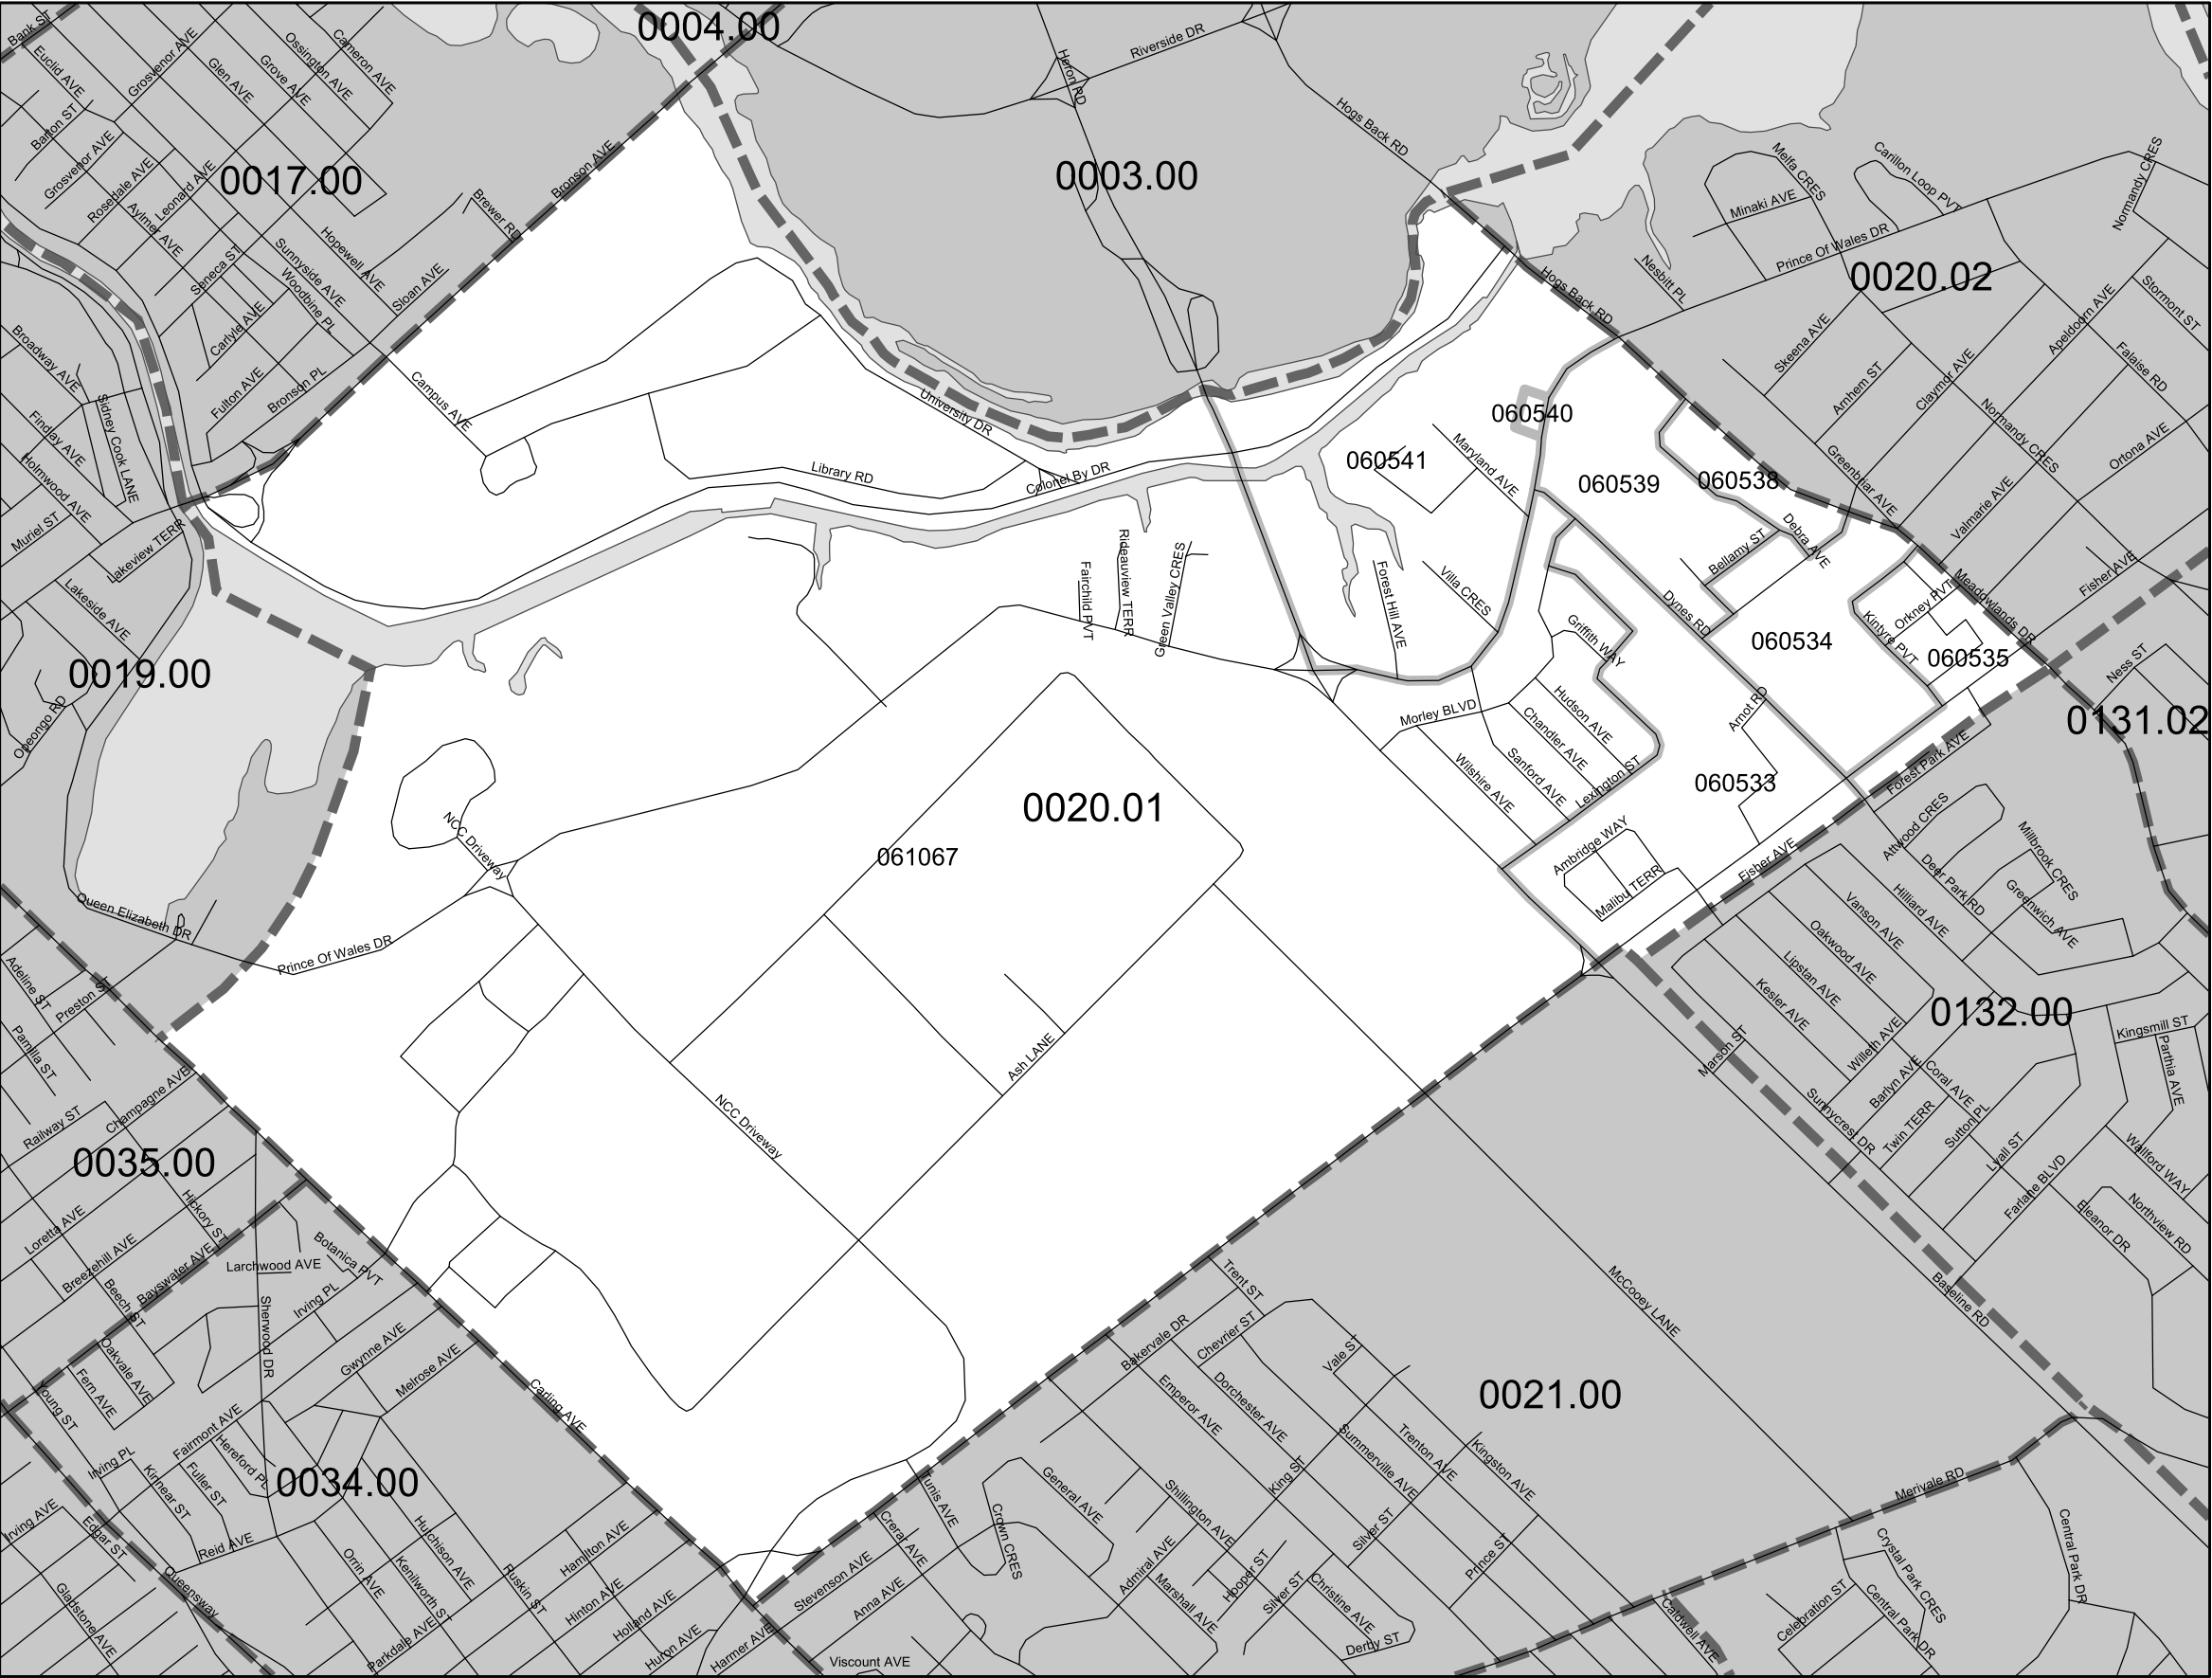 0004.00
Bank ST
Euclid AVE
Grosvenor AVE
Glen AVE
Grove AVE
Ossington AVE
Cameron AVE
Barton ST
Grosvenor AVE
Rosedale AVE
Aylmer AVE
Leonard AVE
0017.00
Seneca ST
Sunnyside AVE
Woodbine PL
Hopewell AVE
Sloan AVE
Brewer RD
Bronson AVE
Carlyle AVE
Fulton AVE
Bronson PL
Broadway AVE
Findlay AVE
Sidney Cook LANE
Holmwood AVE
Muriel ST
Lakeview TERR
Lakeside AVE
0019.00
Opeongo RD
Queen Elizabeth DR
Heron RD
Riverside DR
0003.00
Hogs Back RD
Melfa CRES
Carillon Loop PVT
Minaki AVE
Normandy CRES
Prince Of Wales DR
Nesbitt PL
0020.02
Hogs Back RD
Stormont ST
Apeldoorn AVE
Skeena AVE
Arnhem ST
Claymor AVE
Falaise RD
Normandy CRES
Greenbriar AVE
Ortona AVE
Valmarie AVE
Fisher AVE
Meadowlands DR
Campus AVE
University DR
Library RD
Colonel By DR
060540
060541
Maryland AVE
060539
060538
Bellamy ST
Debra AVE
Fairchild PVT
Rideauview TERR
Green Valley CRES
Forest Hill AVE
Villa CRES
Dynes RD
Griffith WAY
060534
Kintyre PVT
Orkney PVT
060535
Ness ST
0131.02
Morley BLVD
Hudson AVE
Chandler AVE
Sanford AVE
Wilshire AVE
Lexington ST
Arnot RD
060533
Forest Park AVE
Ambridge WAY
Malibu TERR
Fisher AVE
Attwood CRES
Deer Park RD
Millbrook CRES
Greenwich AVE
Hilliard AVE
Vanson AVE
Oakwood AVE
Lipstan AVE
Kesler AVE
0132.00
Marson ST
Willeth AVE
Barlyn AVE
Coral AVE
Twin TERR
Sutton PL
Sunnycrest DR
Lyall ST
Farlane BLVD
Kingsmill ST
Parthia AVE
Wallford WAY
Northview RD
Eleanor DR
Baseline RD
0020.01
061067
NCC Driveway
Prince Of Wales DR
Ash LANE
NCC Driveway
Adeline ST
Preston ST
Pamilla ST
Champagne AVE
Railway ST
0035.00
Hickory ST
Loretta AVE
Breezehill AVE
Bayswater AVE
Beech ST
Larchwood AVE
Botanica PVT
Irving PL
Sherwood DR
Oakvale AVE
Fern AVE
Young ST
Gwynne AVE
Melrose AVE
Carling AVE
Fairmont AVE
Hereford PL
Irving PL
Kinnear ST
Fuller ST
0034.00
Irving AVE
Edgar ST
Reid AVE
Queensway
Gladstone AVE
Orrin AVE
Kenilworth ST
Hutchison AVE
Ruskin ST
Hamilton AVE
Hinton AVE
Holland AVE
Parkdale AVE
Huron AVE
Harmer AVE
Viscount AVE
Stevenson AVE
Anna AVE
Crerar AVE
Tunis AVE
Crown CRES
General AVE
Trent ST
Bakervale DR
Chevrier ST
Vale ST
Emperor AVE
Dorchester AVE
Summerville AVE
Trenton AVE
Kingston AVE
0021.00
McCooey LANE
King ST
Shillington AVE
Silver ST
Prince ST
Admiral AVE
Marshall AVE
Hooper ST
Silver ST
Christine AVE
Derby ST
Merivale RD
Caldwell AVE
Celebration ST
Crystal Park CRES
Central Park DR
Central Park DR